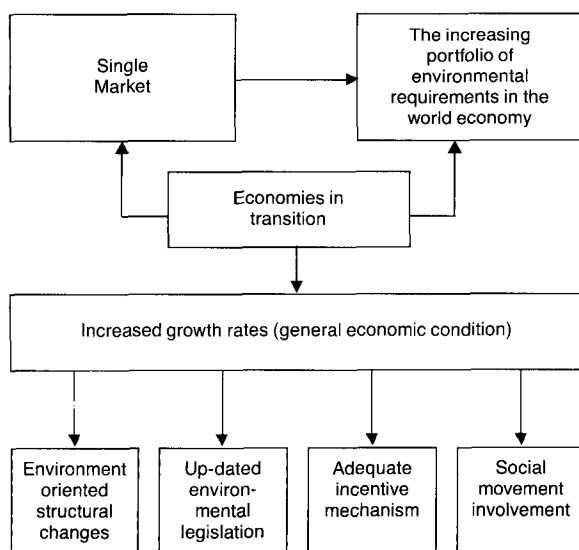 Single
Market
The increasing
portfolio of
environmental
requirements in the
world economy
Economies in
transition
Increased growth rates (general economic condition)
Environment
oriented
structural
changes
Up-dated
environ-
mental
legislation
Adequate
incentive
mechanism
Social
movement
involvement